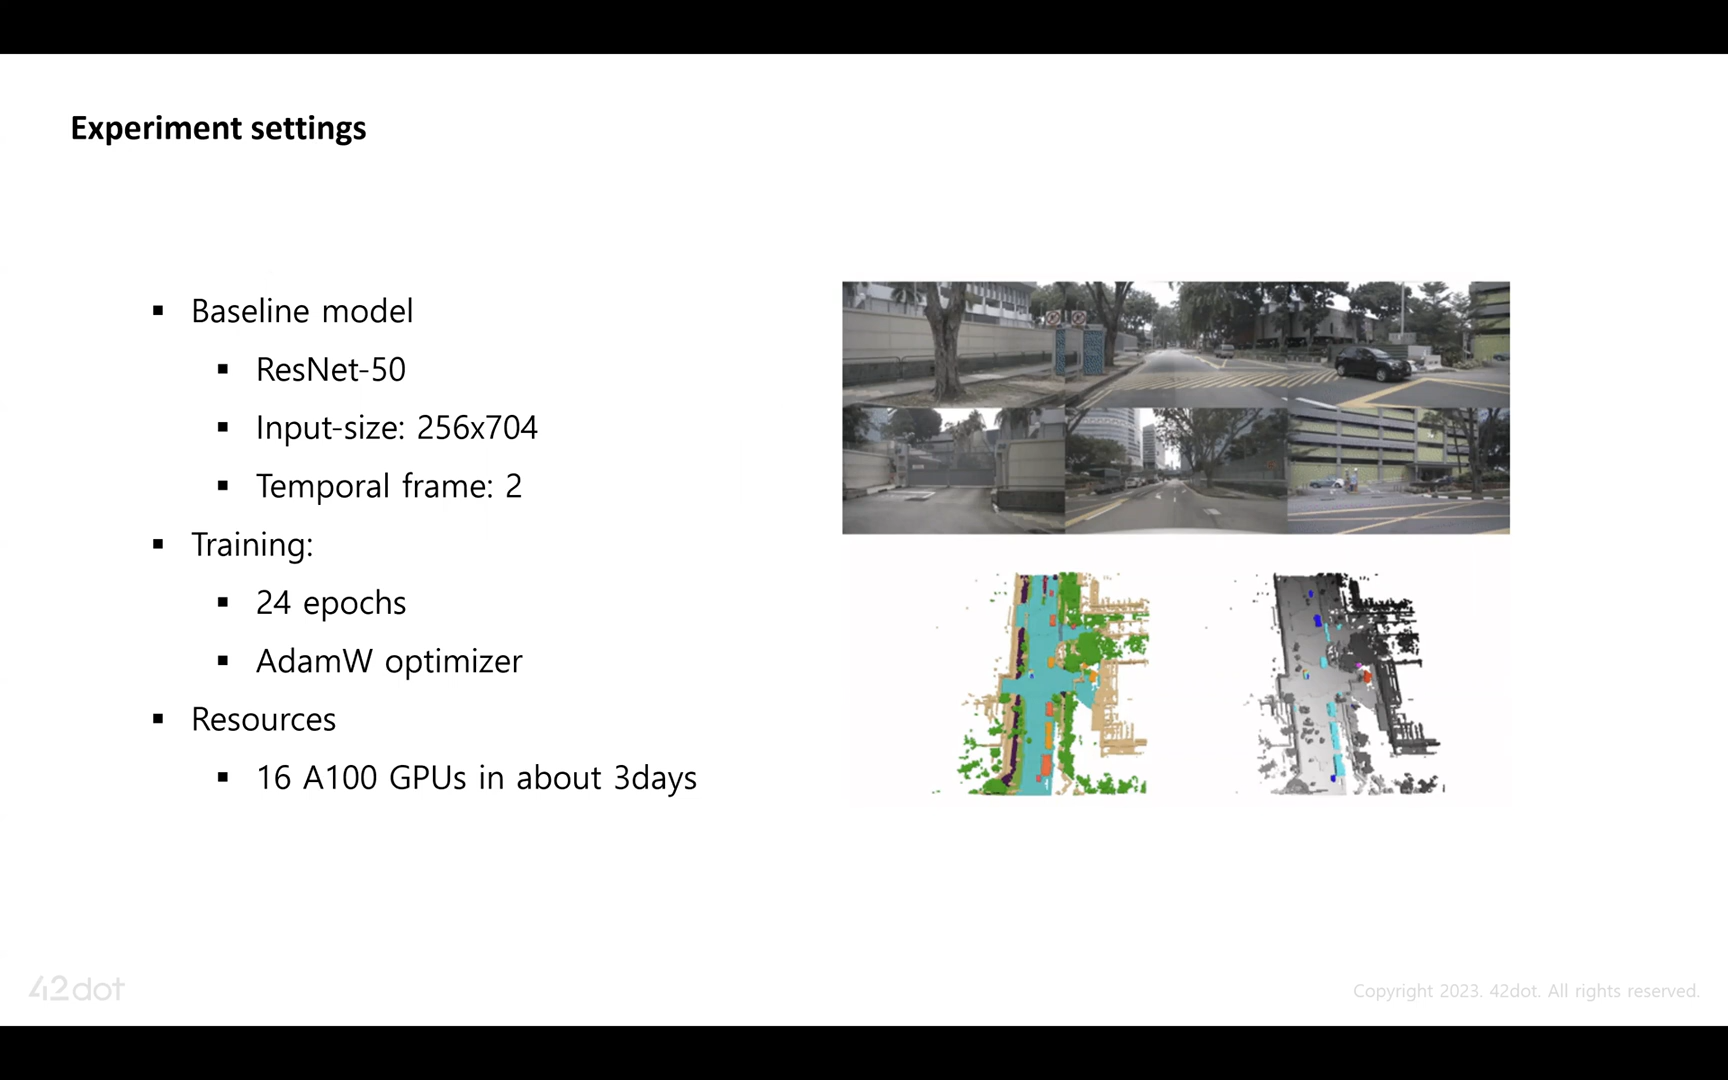 Experiment settings
Baseline model
ResNet-50
Input-size: 256x704
Temporal frame: 2
Training:
24 epochs
AdamW optimizer
Resources
16 A100 GPUs in about 3days
42dot
Copyright 2023. 42dot. All rights reserved.